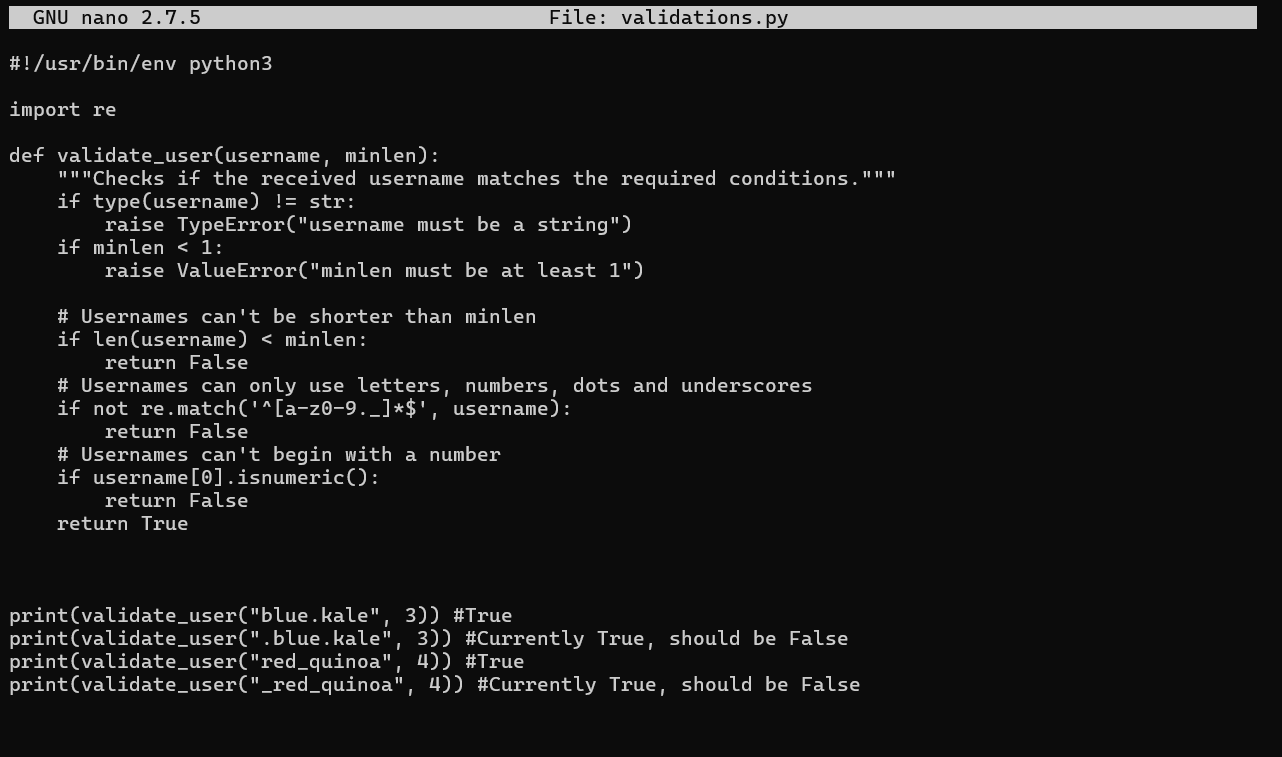 GNU nano 2.7.5 File: validations.py
#!/usr/bin/env python3
import re
def validate_user(username, minlen):
    """Checks if the received username matches the required conditions."""
    if type(username) != str:
        raise TypeError("username must be a string")
    if minlen < 1:
        raise ValueError("minlen must be at least 1")
    # Usernames can't be shorter than minlen
    if len(username) < minlen:
        return False
    # Usernames can only use letters, numbers, dots and underscores
    if not re.match('^[a-z0-9._]*$', username):
        return False
    # Usernames can't begin with a number
    if username[0].isnumeric():
        return False
    return True
print(validate_user("blue.kale", 3)) #True
print(validate_user(".blue.kale", 3)) #Currently True, should be False
print(validate_user("red_quinoa", 4)) #True
print(validate_user("_red_quinoa", 4)) #Currently True, should be False